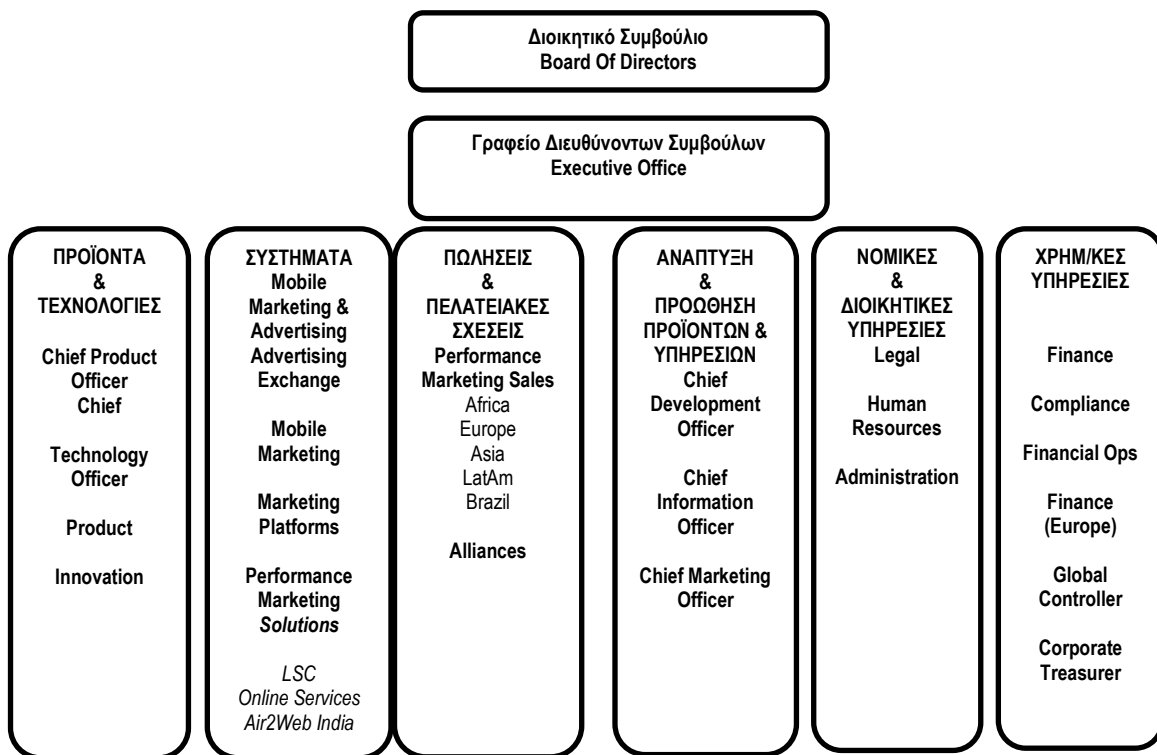 Διοικητικό Συμβούλιο
Board Of Directors
Γραφείο Διευθύνοντων Συμβούλων
Executive Office
ΠΡΟΪΟΝΤΑ
&
ΤΕΧΝΟΛΟΓΙΕΣ
Chief Product
Officer
Chief
Technology
Officer
Product
Innovation
ΣΥΣΤΗΜΑΤΑ
Mobile
Marketing &
Advertising
Advertising
Exchange
Mobile
Marketing
Marketing
Platforms
Performance
Marketing
Solutions
LSC
Online Services
Air2Web India
ΠΩΛΗΣΕΙΣ
&
ΠΕΛΑΤΕΙΑΚΕΣ
ΣΧΕΣΕΙΣ
Performance
Marketing Sales
Africa
Europe
Asia
LatAm
Brazil
Alliances
ΑΝΑΠΤΥΞΗ
&
ΠΡΟΩΘΗΣΗ
ΠΡΟΪΟΝΤΩΝ &
ΥΠΗΡΕΣΙΩΝ
Chief
Development
Officer
Chief
Information
Officer
Chief Marketing
Officer
ΝΟΜΙΚΕΣ
&
ΔΙΟΙΚΗΤΙΚΕΣ
ΥΠΗΡΕΣΙΕΣ
Legal
Human
Resources
Administration
ΧΡΗΜ/ΚΕΣ
ΥΠΗΡΕΣΙΕΣ
Finance
Compliance
Financial Ops
Finance
(Europe)
Global
Controller
Corporate
Treasurer